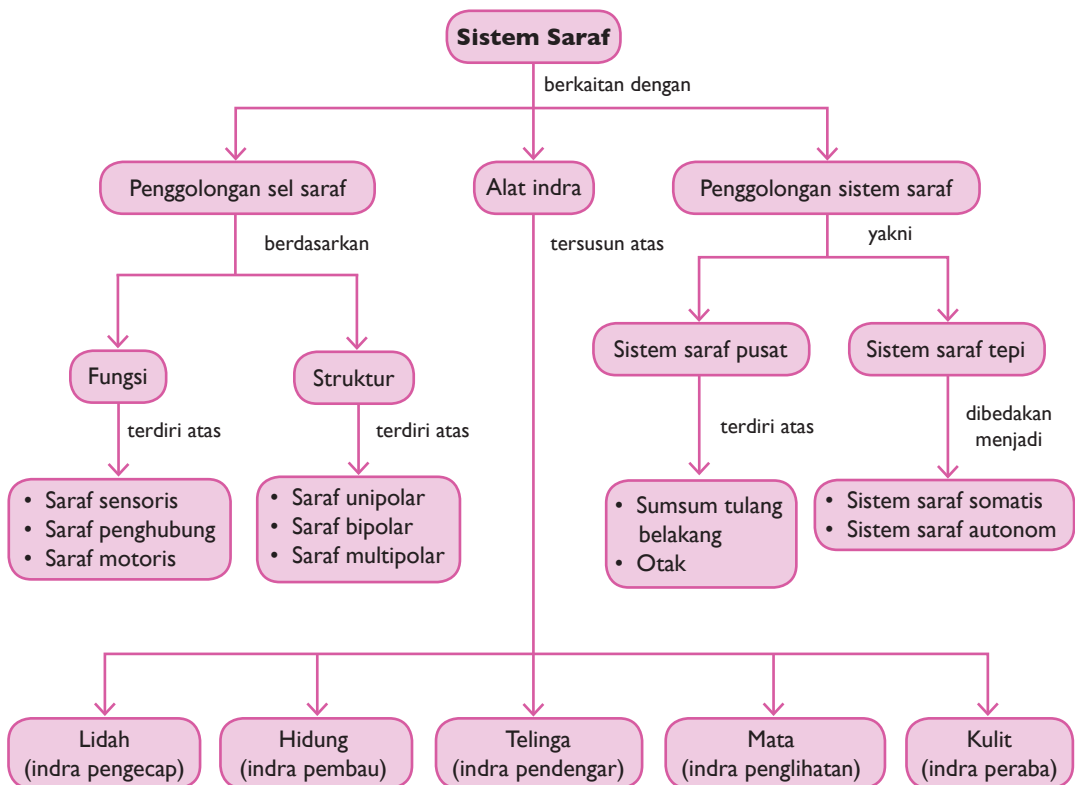 Sistem Saraf
berkaitan dengan
Penggolongan sel saraf
Alat indra
Penggolongan sistem saraf
berdasarkan
tersusun atas
yakni
Fungsi
Struktur
Sistem saraf pusat
Sistem saraf tepi
terdiri atas
terdiri atas
terdiri atas
dibedakan
menjadi
• Saraf sensoris
• Saraf penghubung
• Saraf motoris
• Saraf unipolar
• Saraf bipolar
• Saraf multipolar
• Sumsum tulang
belakang
• Otak
• Sistem saraf somatis
• Sistem saraf autonom
Lidah
(indra pengecap)
Hidung
(indra pembau)
Telinga
(indra pendengar)
Mata
(indra penglihatan)
Kulit
(indra peraba)